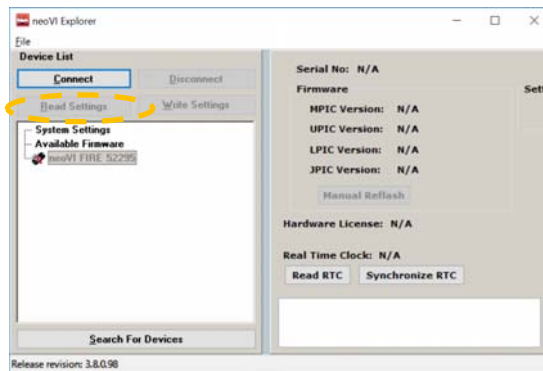 neoVI Explorer
File
Device List
Connect Disconnect
Read Settings Write Settings
System Settings
Available Firmware
neoVI FIRE 52295
Search For Devices
Release revision: 3.8.0.98
Serial No: N/A
Firmware
MPIC Version: N/A
UPIC Version: N/A
LPIC Version: N/A
JPIC Version: N/A
Manual Reflash
Hardware License: N/A
Real Time Clock: N/A
Read RTC Synchronize RTC
Sett